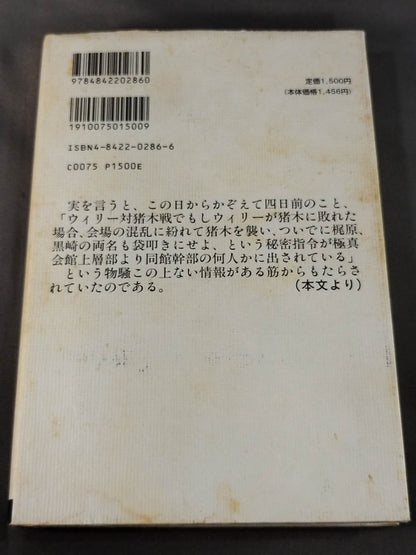 9784842202860
定価1,500円
(本体価格1,456円)
1910075015009
ISBN4-8422-0286-6
C0075 P1500E
実を言うと、この日からかぞえて四日前のこと、
「ウィリー対猪木戦でもしウィリーが猪木に敗れた
場合、会場の混乱に紛れて猪木を襲い、ついでに梶原、
黒崎の両名も袋叩きにせよ、という秘密指令が極真
会館上層部より同館幹部の何人かに出されている」
という物騒この上ない情報がある筋からもたらさ
れていたのである。 (本文より)